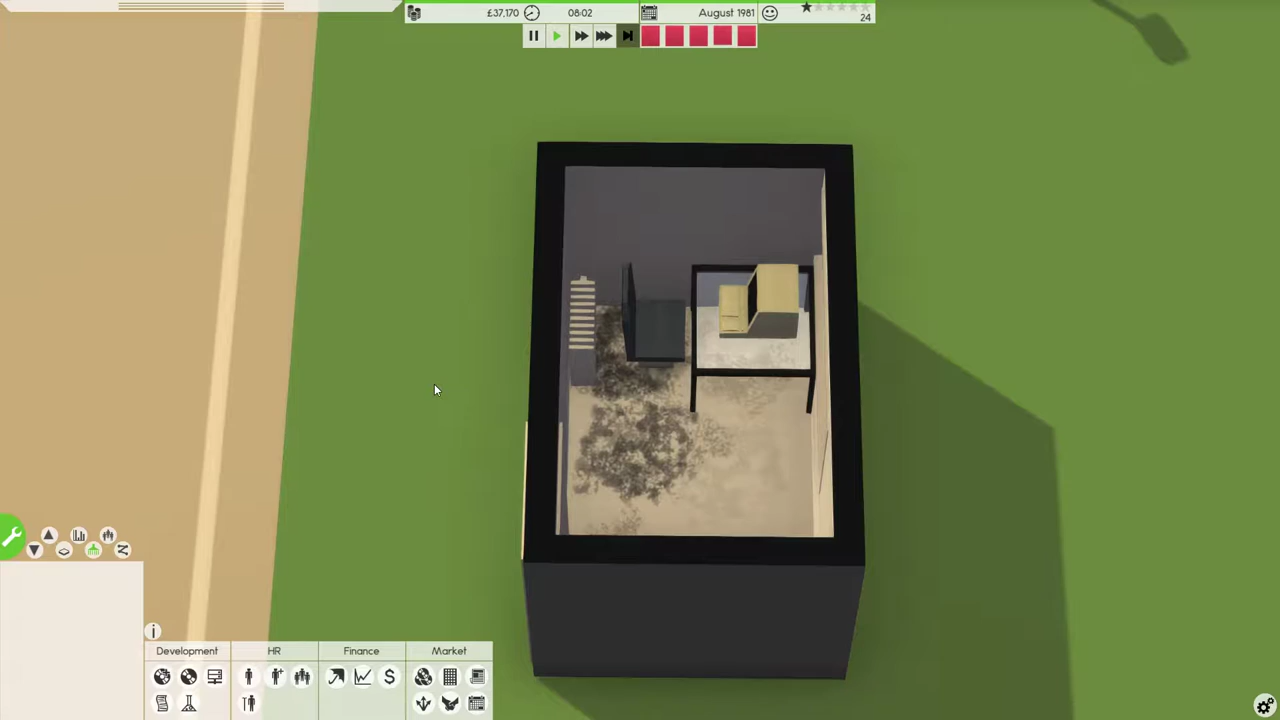 £37,170
08:02
August 1981
24
i
Development
HR
Finance
Market